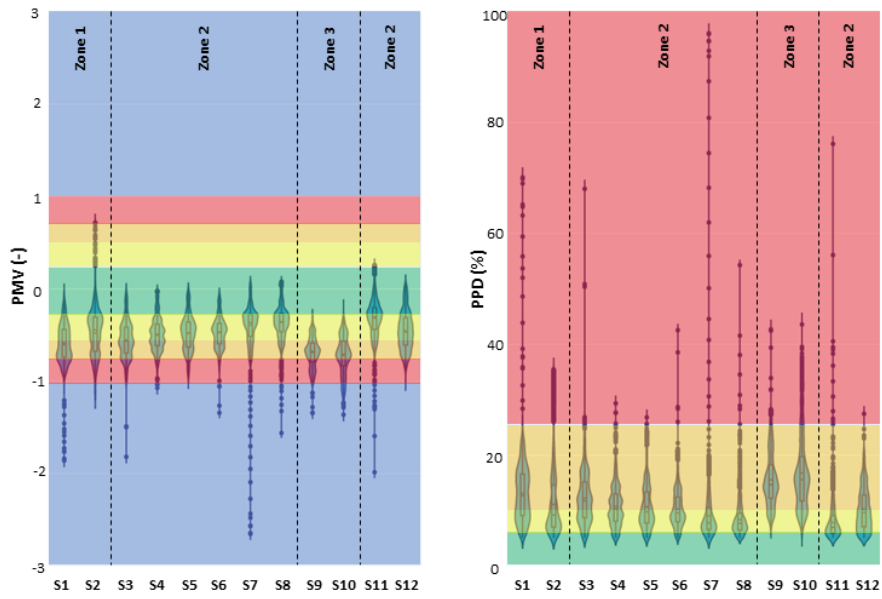 3
2
1
0
-1
-2
-3
PMV (-)
Zone 1
Zone 2
Zone 3
Zone 2
S1 S2 S3 S4 S5 S6 S7 S8 S9 S10 S11 S12
100
80
60
40
20
0
PPD (%)
Zone 1
Zone 2
Zone 3
Zone 2
S1 S2 S3 S4 S5 S6 S7 S8 S9 S10 S11 S12